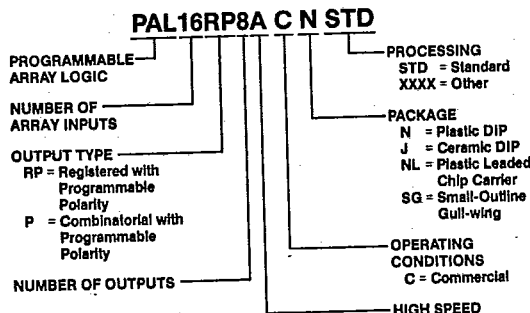 PAL16RP8A C N STD
PROGRAMMABLE
ARRAY LOGIC
NUMBER OF
ARRAY INPUTS
OUTPUT TYPE
RP = Registered with
Programmable
Polarity
P = Combinatorial with
Programmable
Polarity
NUMBER OF OUTPUTS
PROCESSING
STD = Standard
XXXX = Other
PACKAGE
N = Plastic DIP
J = Ceramic DIP
NL = Plastic Leaded
Chip Carrier
SG = Small-Outline
Gull-wing
OPERATING
CONDITIONS
C = Commercial
HIGH SPEED